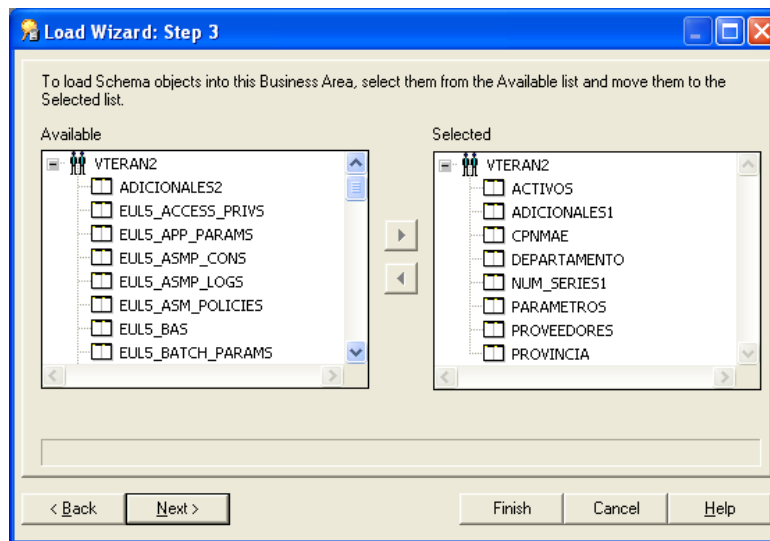 Load Wizard: Step 3
To load Schema objects into this Business Area, select them from the Available list and move them to the
Selected list.
Available
VTERAN2
ADICIONALES2
EUL5_ACCESS_PRIVS
EUL5_APP_PARAMS
EUL5_ASMP_CONS
EUL5_ASMP_LOGS
EUL5_ASM_POLICIES
EUL5_BAS
EUL5_BATCH_PARAMS
Selected
VTERAN2
ACTIVOS
ADICIONALES1
CPNMAE
DEPARTAMENTO
NUM_SERIES1
PARAMETROS
PROVEEDORES
PROVINCIA
< Back
Next >
Finish
Cancel
Help